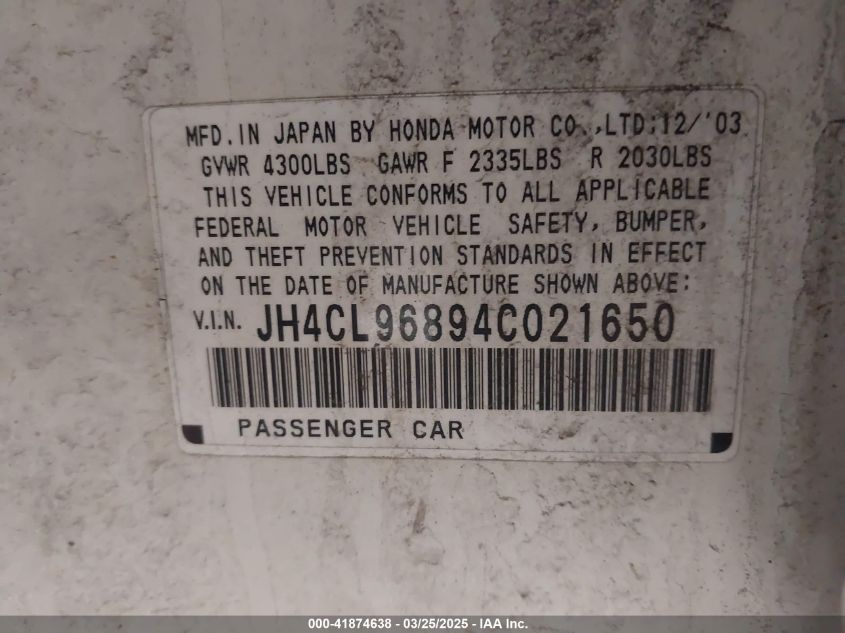 MFD.IN JAPAN BY HONDA MOTOR CO.,LTD;12/'03
GVWR 4300LBS GAWR F 2335LBS R 2030LBS
THIS VEHICLE CONFORMS TO ALL APPLICABLE
FEDERAL MOTOR VEHICLE SAFETY, BUMPER,
AND THEFT PREVENTION STANDARDS IN EFFECT
ON THE DATE OF MANUFACTURE SHOWN ABOVE:
V.I.N. JH4CL96894C021650
PASSENGER CAR
000-41874638 - 03/25/2025 - IAA Inc.